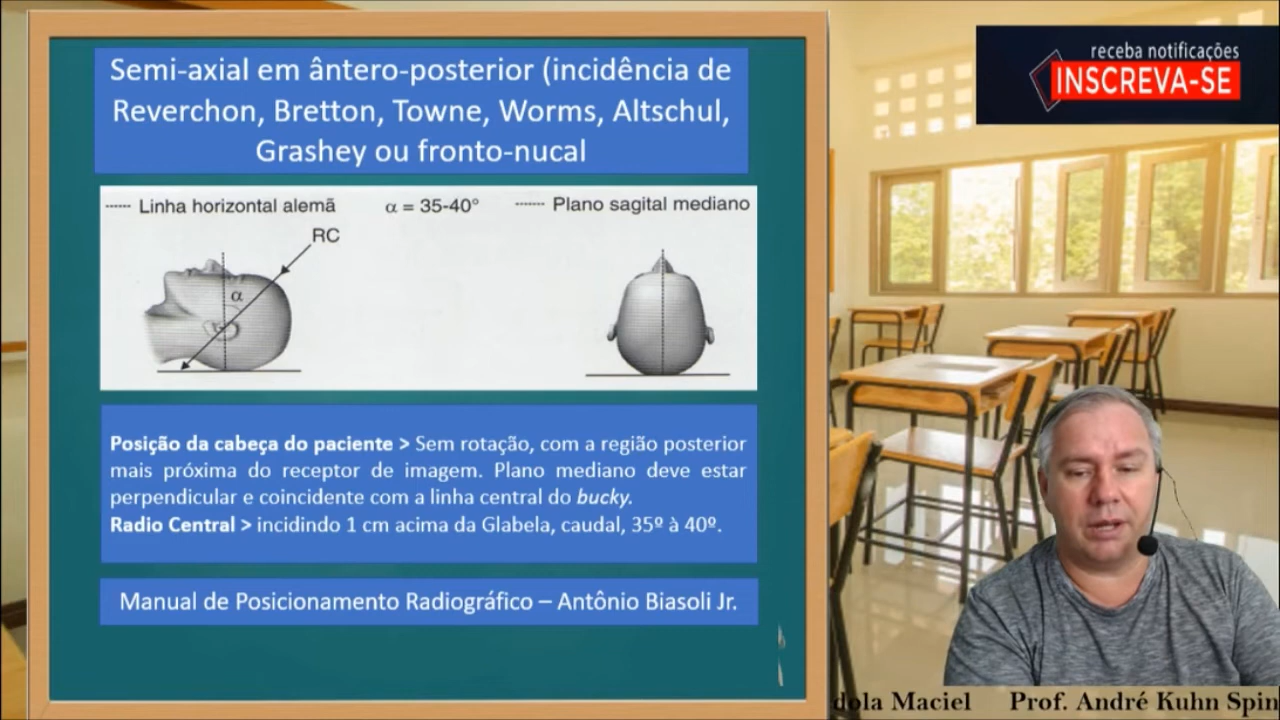 Semi-axial em ântero-posterior (incidência de
Reverchon, Bretton, Towne, Worms, Altschul,
Grashey ou fronto-nucal
Linha horizontal alemã α = 35-40° Plano sagital mediano
RC
α
Posição da cabeça do paciente > Sem rotação, com a região posterior
mais próxima do receptor de imagem. Plano mediano deve estar
perpendicular e coincidente com a linha central do bucky.
Radio Central > incidindo 1 cm acima da Glabela, caudal, 35º à 40º.
Manual de Posicionamento Radiográfico – Antônio Biasoli Jr.
receba notificações
INSCREVA-SE
dola Maciel Prof. André Kuhn Spin